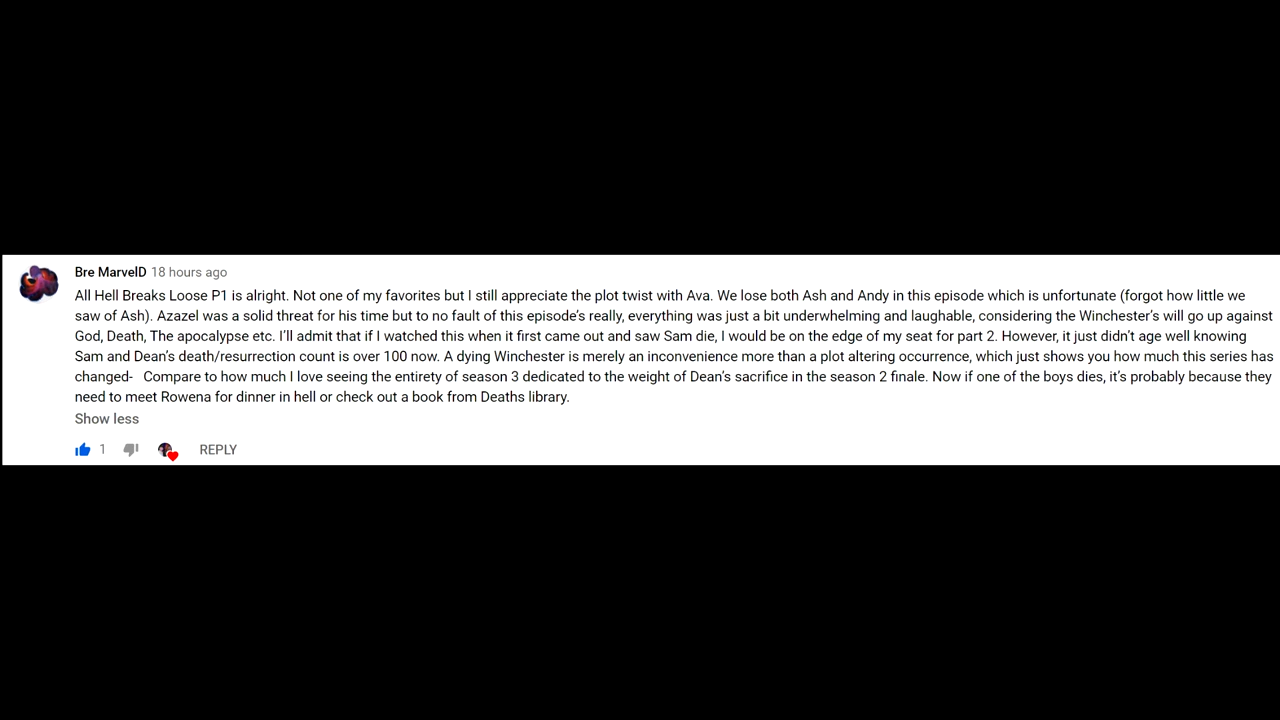 Bre MarvelD 18 hours ago
All Hell Breaks Loose P1 is alright. Not one of my favorites but I still appreciate the plot twist with Ava. We lose both Ash and Andy in this episode which is unfortunate (forgot how little we
saw of Ash). Azazel was a solid threat for his time but to no fault of this episode's really, everything was just a bit underwhelming and laughable, considering the Winchester's will go up against
God, Death, The apocalypse etc. I'll admit that if I watched this when it first came out and saw Sam die, I would be on the edge of my seat for part 2. However, it just didn't age well knowing
Sam and Dean's death/resurrection count is over 100 now. A dying Winchester is merely an inconvenience more than a plot altering occurrence, which just shows you how much this series has
changed-   Compare to how much I love seeing the entirety of season 3 dedicated to the weight of Dean's sacrifice in the season 2 finale. Now if one of the boys dies, it's probably because they
need to meet Rowena for dinner in hell or check out a book from Deaths library.
Show less
1 REPLY